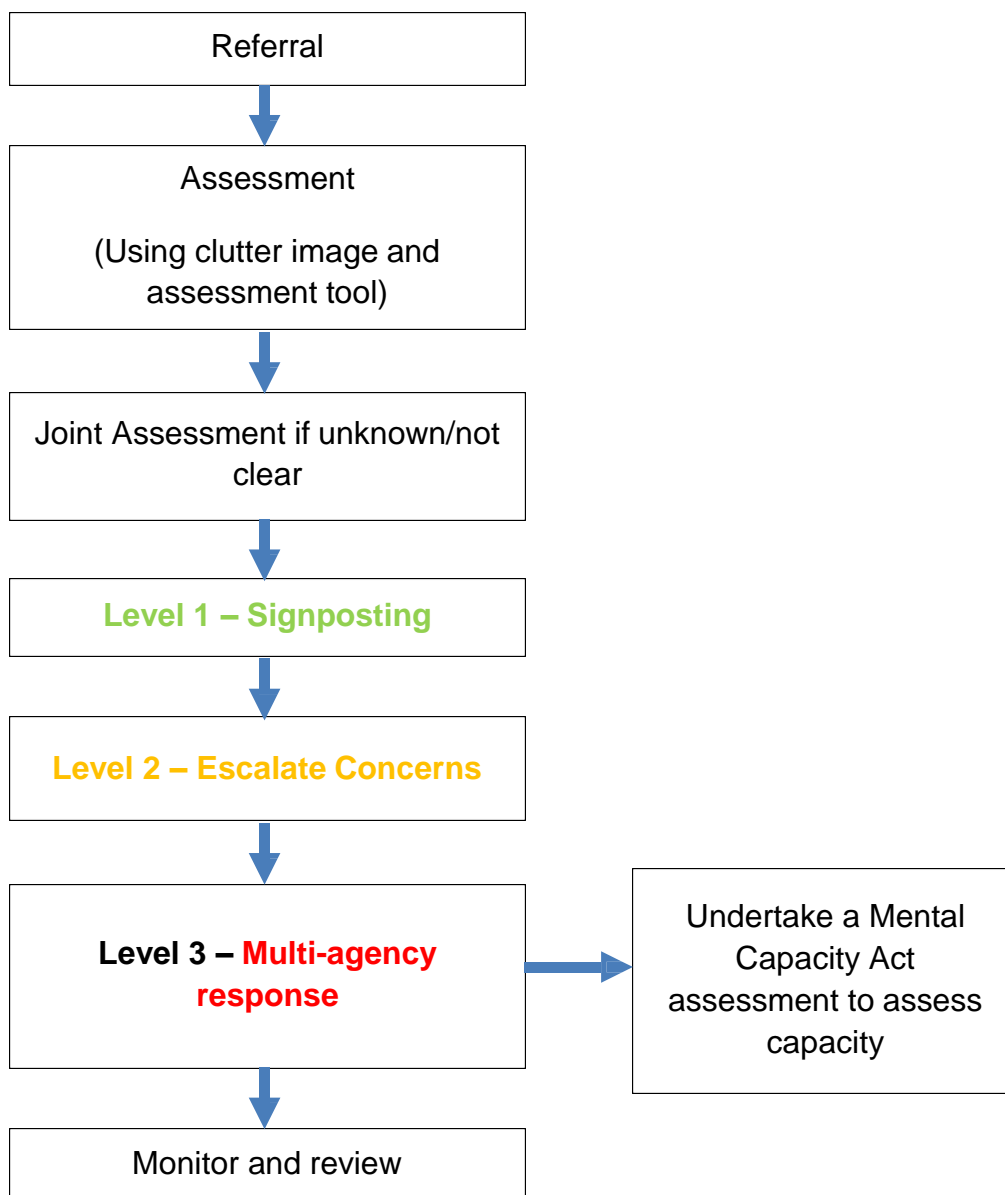 Referral
Assessment
(Using clutter image and
assessment tool)
Joint Assessment if unknown/not
clear
Level 1 – Signposting
Level 2 – Escalate Concerns
Level 3 – Multi-agency
response
Undertake a Mental
Capacity Act
assessment to assess
capacity
Monitor and review